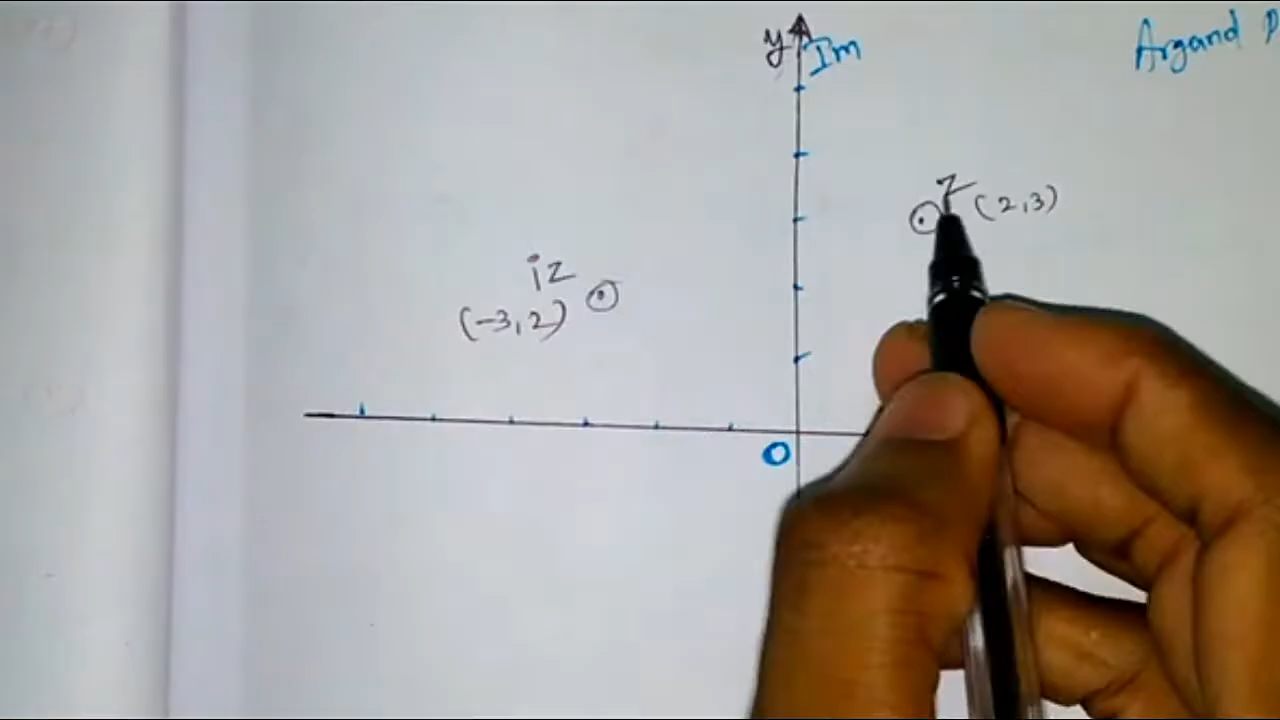 y Im
Argand
z (2,3)
iz
(-3,2)
O